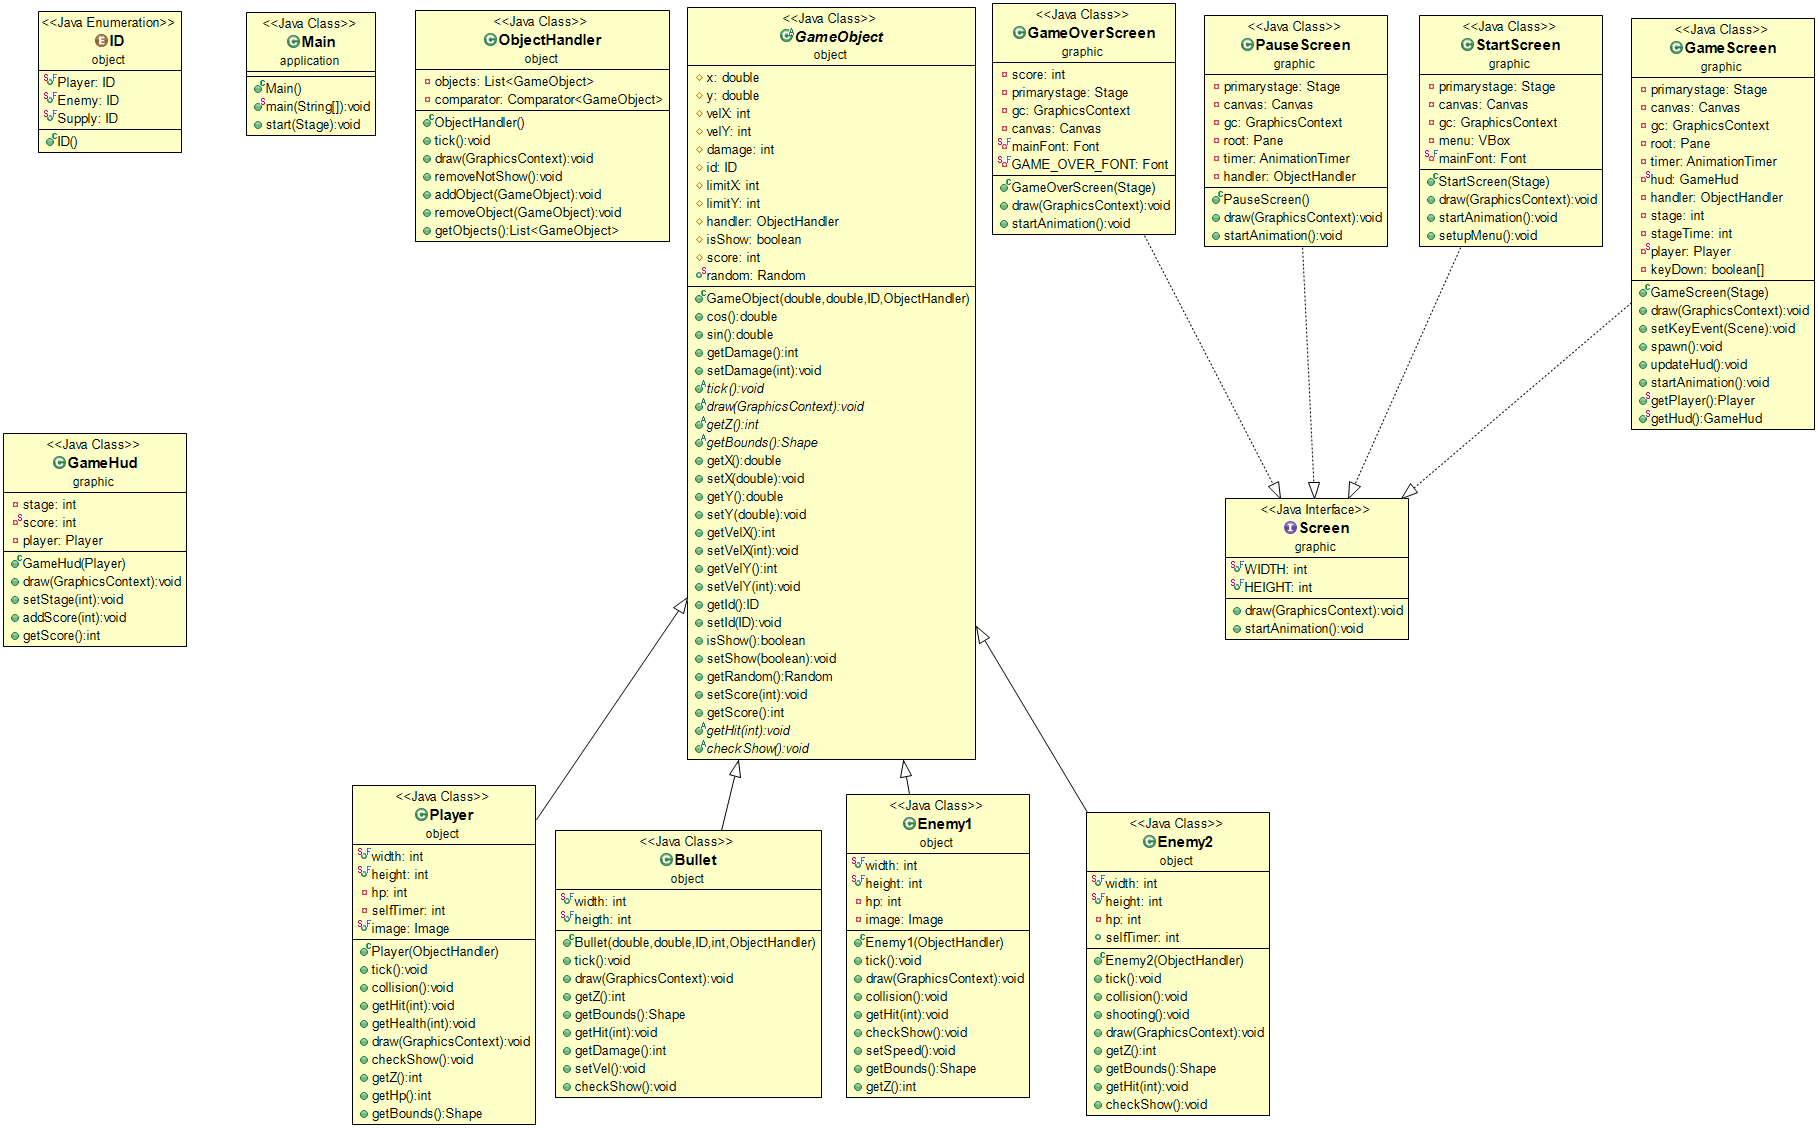 <<Java Enumeration>>
ID
object
Player: ID
Enemy: ID
Supply: ID
ID()
<<Java Class>>
Main
application
Main()
main(String[]):void
start(Stage):void
<<Java Class>>
ObjectHandler
object
objects: List<GameObject>
comparator: Comparator<GameObject>
ObjectHandler()
tick():void
draw(GraphicsContext):void
removeNotShow():void
addObject(GameObject):void
removeObject(GameObject):void
getObjects():List<GameObject>
<<Java Class>>
GameObject
object
x: double
y: double
velX: int
velY: int
damage: int
id: ID
limitX: int
limitY: int
handler: ObjectHandler
isShow: boolean
score: int
random: Random
GameObject(double,double,ID,ObjectHandler)
cos():double
sin():double
getDamage():int
setDamage(int):void
tick():void
draw(GraphicsContext):void
getZ():int
getBounds():Shape
getX():double
setX(double):void
getY():double
setY(double):void
getVelX():int
setVelX(int):void
getVelY():int
setVelY(int):void
getId():ID
setId(ID):void
isShow():boolean
setShow(boolean):void
getRandom():Random
setScore(int):void
getScore():int
getHit(int):void
checkShow():void
<<Java Class>>
GameOverScreen
graphic
score: int
primarystage: Stage
gc: GraphicsContext
canvas: Canvas
mainFont: Font
GAME_OVER_FONT: Font
GameOverScreen(Stage)
draw(GraphicsContext):void
startAnimation():void
<<Java Class>>
PauseScreen
graphic
primarystage: Stage
canvas: Canvas
gc: GraphicsContext
root: Pane
timer: AnimationTimer
handler: ObjectHandler
PauseScreen()
draw(GraphicsContext):void
startAnimation():void
<<Java Class>>
StartScreen
graphic
primarystage: Stage
canvas: Canvas
gc: GraphicsContext
menu: VBox
mainFont: Font
StartScreen(Stage)
draw(GraphicsContext):void
startAnimation():void
setupMenu():void
<<Java Class>>
GameScreen
graphic
primarystage: Stage
canvas: Canvas
gc: GraphicsContext
root: Pane
timer: AnimationTimer
hud: GameHud
handler: ObjectHandler
stage: int
stageTime: int
player: Player
keyDown: boolean[]
GameScreen(Stage)
draw(GraphicsContext):void
setKeyEvent(Scene):void
spawn():void
updateHud():void
startAnimation():void
getPlayer():Player
getHud():GameHud
<<Java Class>>
GameHud
graphic
stage: int
score: int
player: Player
GameHud(Player)
draw(GraphicsContext):void
setStage(int):void
addScore(int):void
getScore():int
<<Java Interface>>
Screen
graphic
WIDTH: int
HEIGHT: int
draw(GraphicsContext):void
startAnimation():void
<<Java Class>>
Player
object
width: int
height: int
hp: int
selfTimer: int
image: Image
Player(ObjectHandler)
tick():void
collision():void
getHit(int):void
getHealth(int):void
draw(GraphicsContext):void
checkShow():void
getZ():int
getHp():int
getBounds():Shape
<<Java Class>>
Bullet
object
width: int
heigth: int
Bullet(double,double,ID,int,ObjectHandler)
tick():void
draw(GraphicsContext):void
getZ():int
getBounds():Shape
getHit(int):void
getDamage():int
setVel():void
checkShow():void
<<Java Class>>
Enemy1
object
width: int
height: int
hp: int
image: Image
Enemy1(ObjectHandler)
tick():void
draw(GraphicsContext):void
collision():void
getHit(int):void
checkShow():void
setSpeed():void
getBounds():Shape
getZ():int
<<Java Class>>
Enemy2
object
width: int
height: int
hp: int
selfTimer: int
Enemy2(ObjectHandler)
tick():void
collision():void
shooting():void
draw(GraphicsContext):void
getZ():int
getBounds():Shape
getHit(int):void
checkShow():void